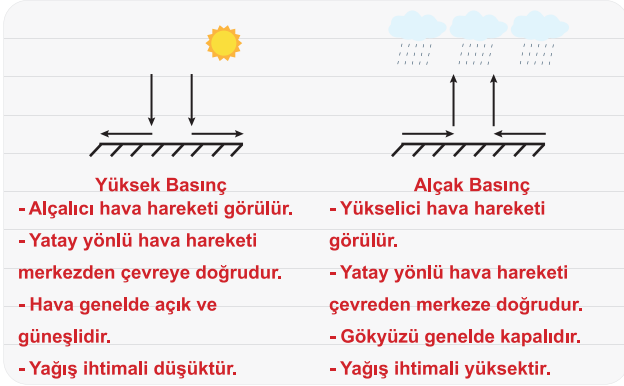 Yüksek Basınç
- Alçalıcı hava hareketi görülür.
- Yatay yönlü hava hareketi
merkezden çevreye doğrudur.
- Hava genelde açık ve
güneşlidir.
- Yağış ihtimali düşüktür.
Alçak Basınç
- Yükselici hava hareketi
görülür.
- Yatay yönlü hava hareketi
çevreden merkeze doğrudur.
- Gökyüzü genelde kapalıdır.
- Yağış ihtimali yüksektir.